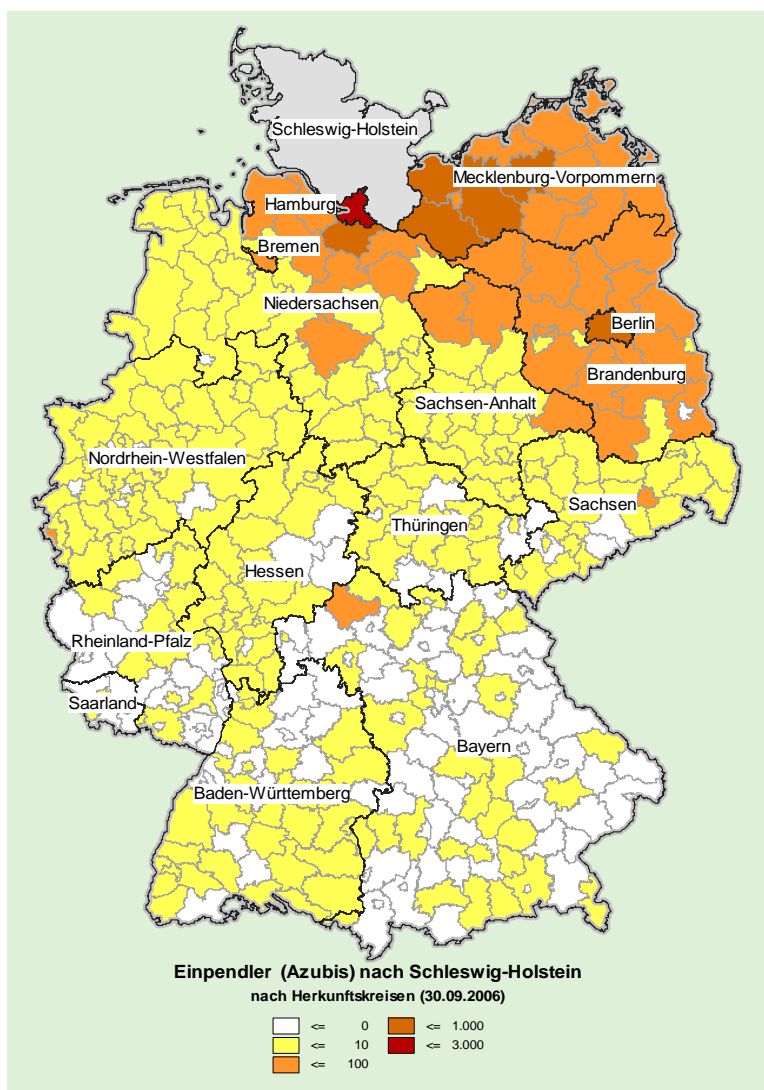 Schleswig-Holstein
Mecklenburg-Vorpommern
Hamburg
Bremen
Niedersachsen
Berlin
Brandenburg
Sachsen-Anhalt
Nordrhein-Westfalen
Sachsen
Thüringen
Hessen
Rheinland-Pfalz
Saarland
Bayern
Baden-Württemberg
Einpendler (Azubis) nach Schleswig-Holstein
nach Herkunftskreisen (30.09.2006)
<= 0 <= 1.000
<= 10 <= 3.000
<= 100